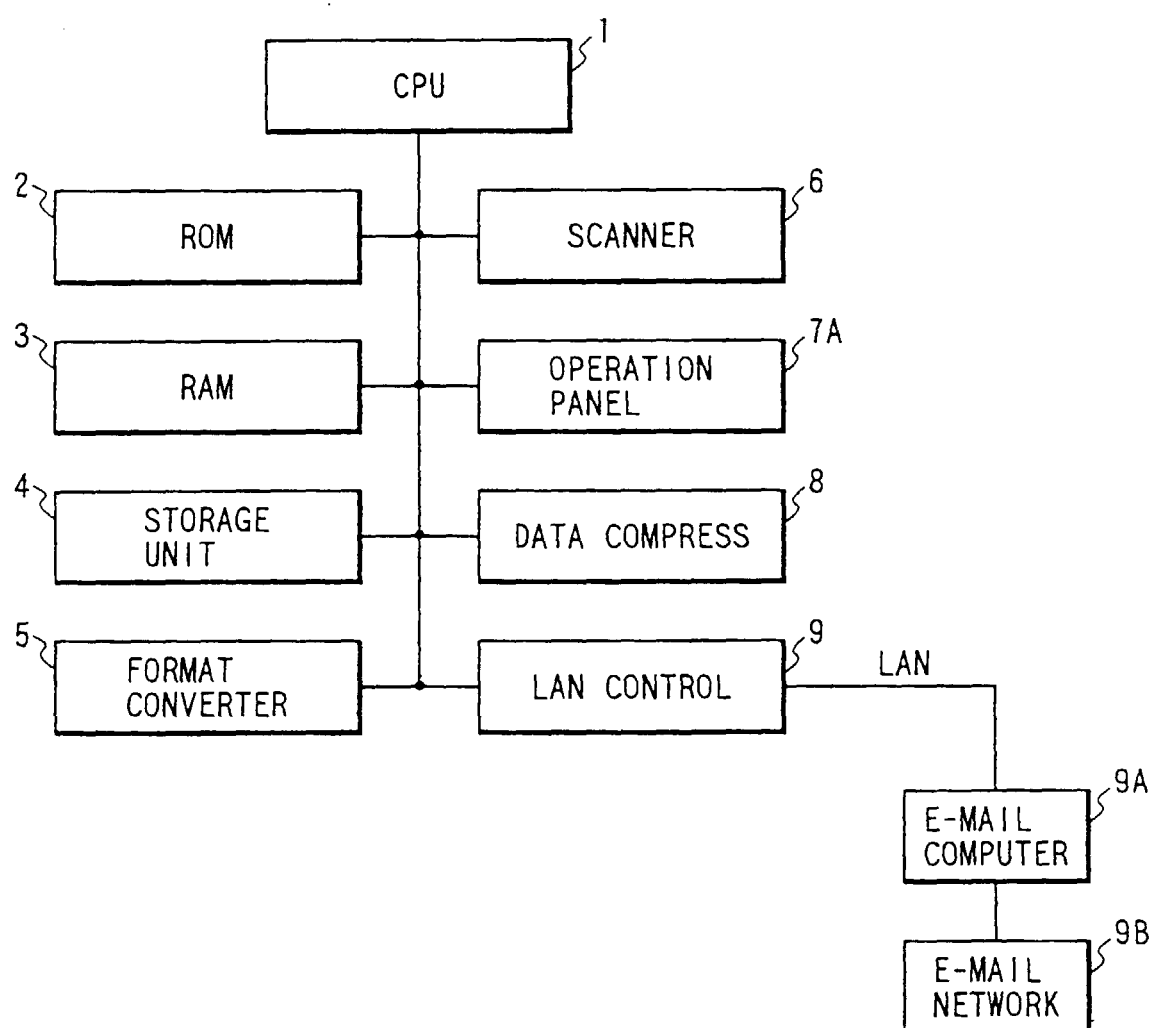 1
CPU
2
ROM
6
SCANNER
3
RAM
7A
OPERATION
PANEL
4
STORAGE
UNIT
8
DATA COMPRESS
5
FORMAT
CONVERTER
9
LAN CONTROL
LAN
9A
E-MAIL
COMPUTER
9B
E-MAIL
NETWORK